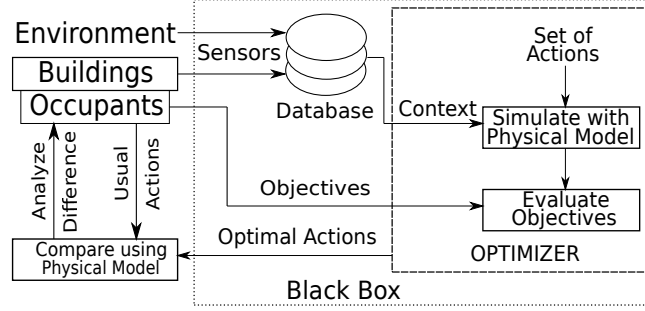 Environment
Buildings
Occupants
Sensors
Database
Context
Set of
Actions
Simulate with
Physical Model
Evaluate
Objectives
OPTIMIZER
Objectives
Optimal Actions
Analyze
Difference
Usual
Actions
Compare using
Physical Model
Black Box